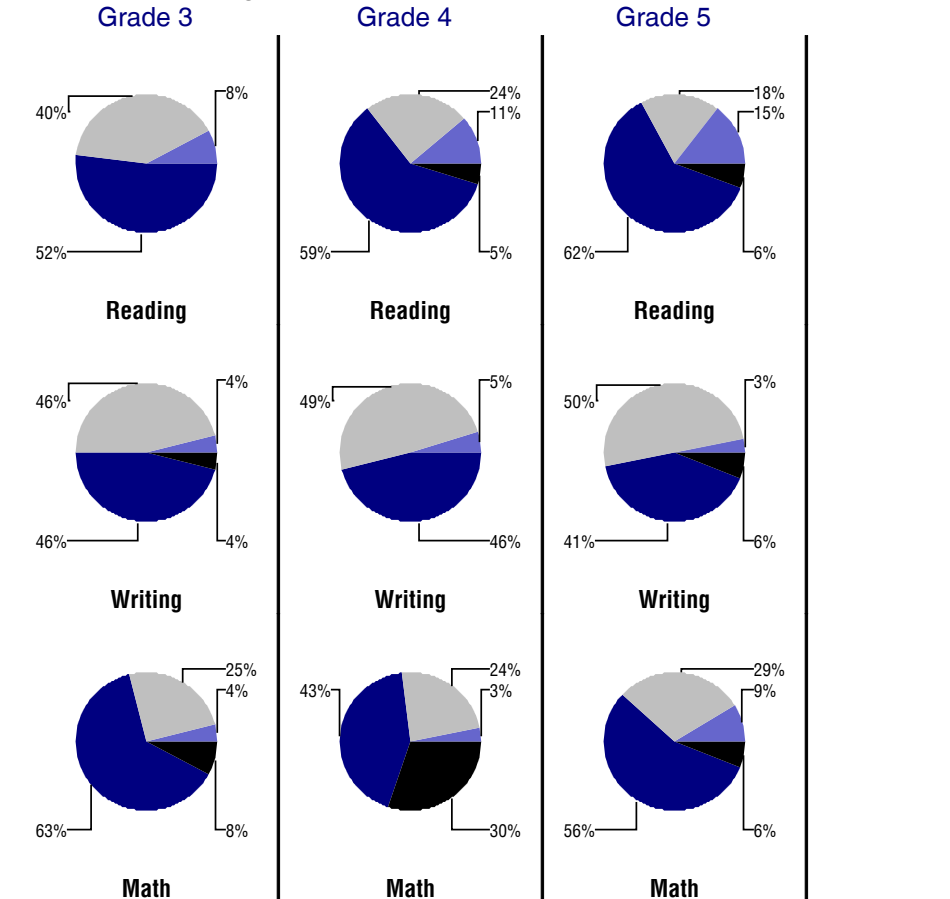 Grade 3 Grade 4 Grade 5
40% 8% 24% 18%
11% 15%
52% 59% 5% 62% 6%
Reading Reading Reading
46% 4% 49% 5% 50% 3%
46% 4% 46% 41% 6%
Writing Writing Writing
25% 24% 29%
4% 43% 3% 9%
63% 8% 30% 56% 6%
Math Math Math